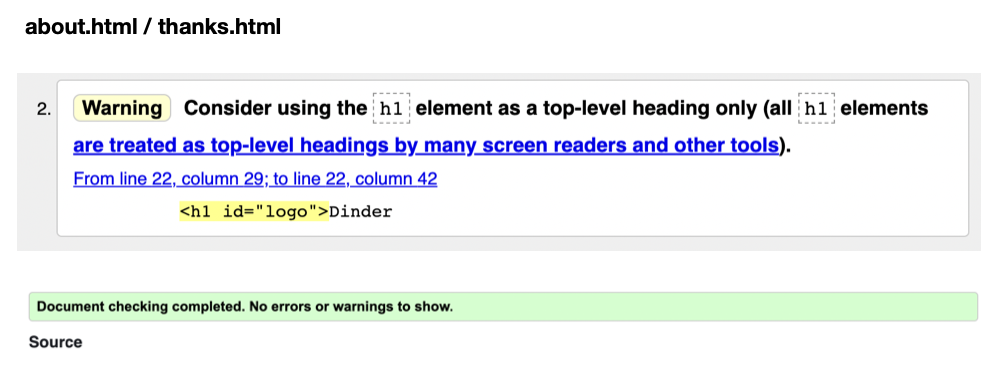 about.html / thanks.html
2. Warning Consider using the h1 element as a top-level heading only (all h1 elements
are treated as top-level headings by many screen readers and other tools).
From line 22, column 29; to line 22, column 42
<h1 id="logo">Dinder
Document checking completed. No errors or warnings to show.
Source